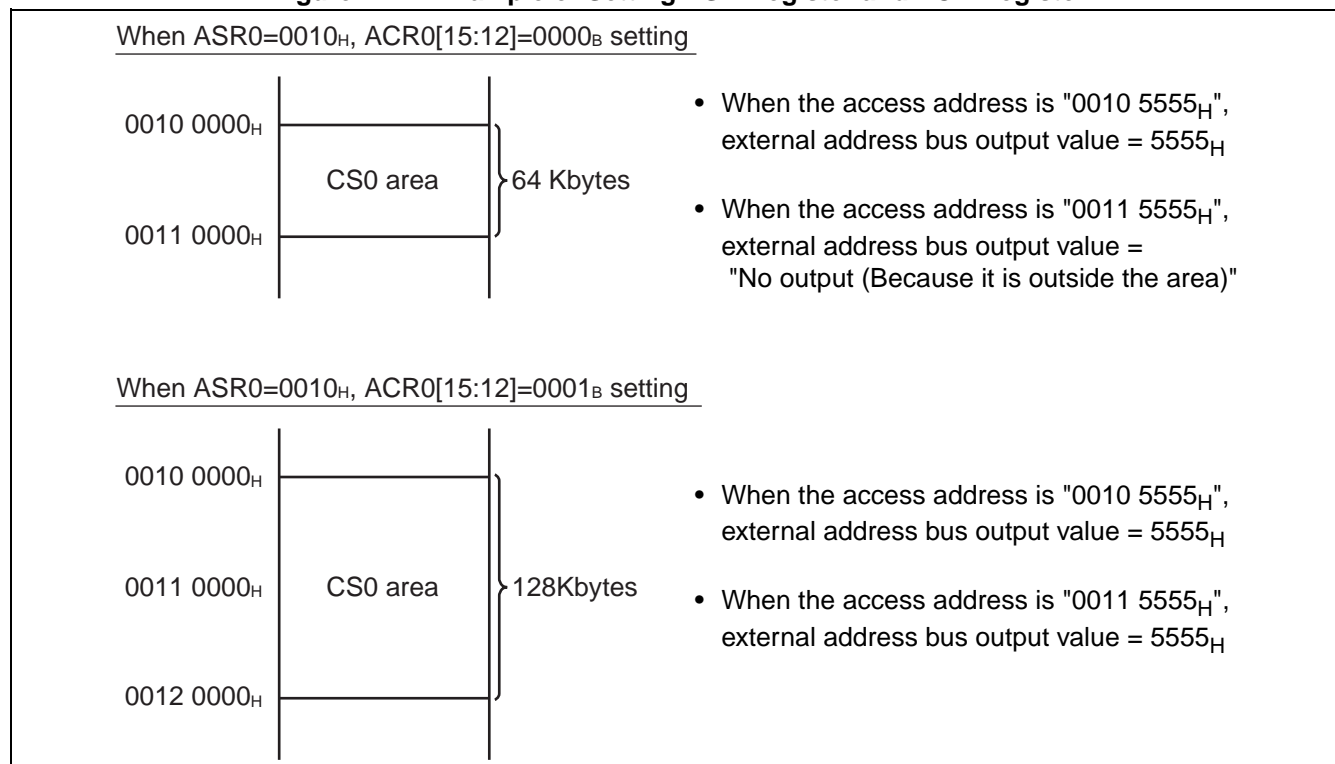 When ASR0=0010H, ACR0[15:12]=0000B setting
0010 0000H
CS0 area
64 Kbytes
0011 0000H
• When the access address is "0010 5555H",
external address bus output value = 5555H
• When the access address is "0011 5555H",
external address bus output value =
"No output (Because it is outside the area)"
When ASR0=0010H, ACR0[15:12]=0001B setting
0010 0000H
0011 0000H
CS0 area
128Kbytes
0012 0000H
• When the access address is "0010 5555H",
external address bus output value = 5555H
• When the access address is "0011 5555H",
external address bus output value = 5555H